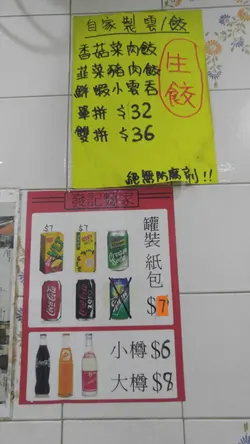 自家製雲/餃
香菇菜肉餃
韮菜豬肉餃
鮮蝦小雲吞
單拼 $32
雙拼 $36
生餃
絕無防腐劑!!
$7 $7
罐裝 紙包
$7
小樽 $6
大樽 $8